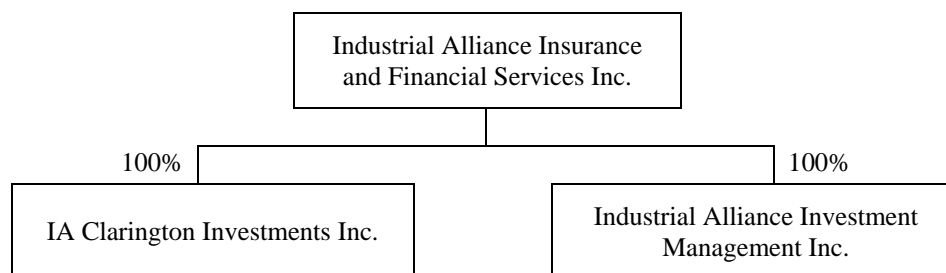 Industrial Alliance Insurance
and Financial Services Inc.
100%
100%
IA Clarington Investments Inc.
Industrial Alliance Investment
Management Inc.